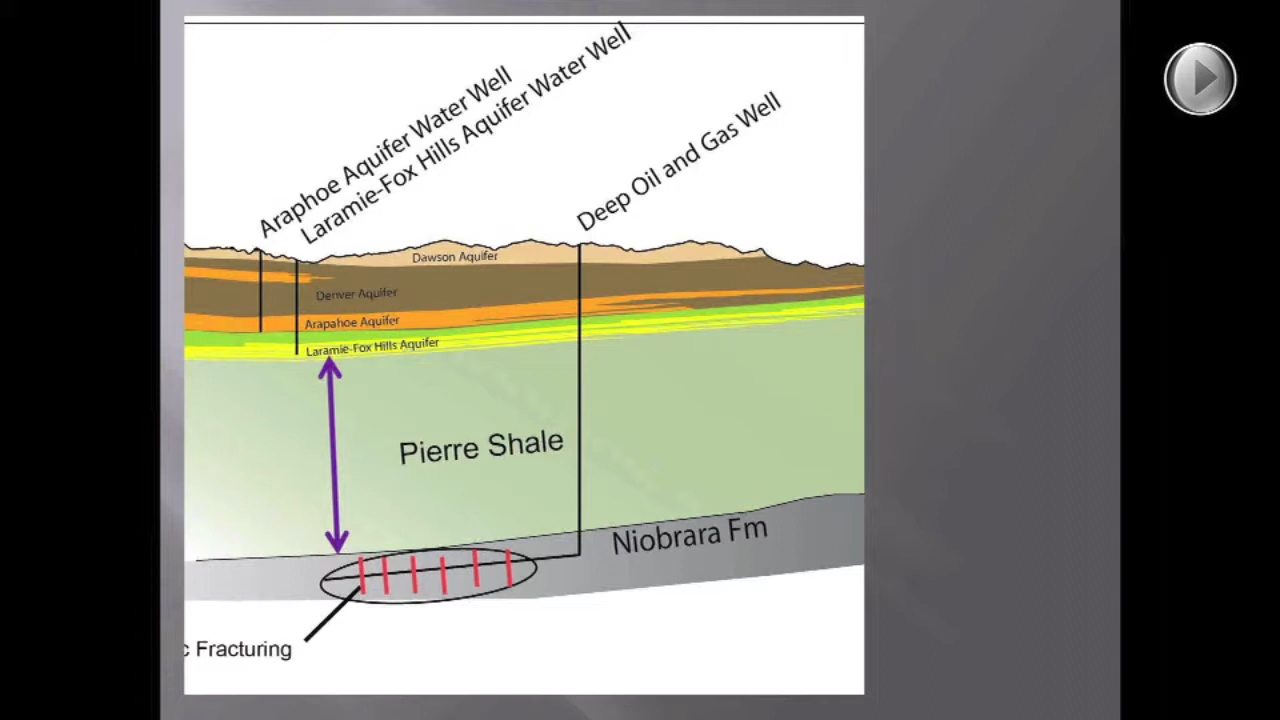 Araphoe Aquifer Water Well
Laramie-Fox Hills Aquifer Water Well
Deep Oil and Gas Well
Dawson Aquifer
Denver Aquifer
Arapahoe Aquifer
Laramie-Fox Hills Aquifer
Pierre Shale
Niobrara Fm
c Fracturing